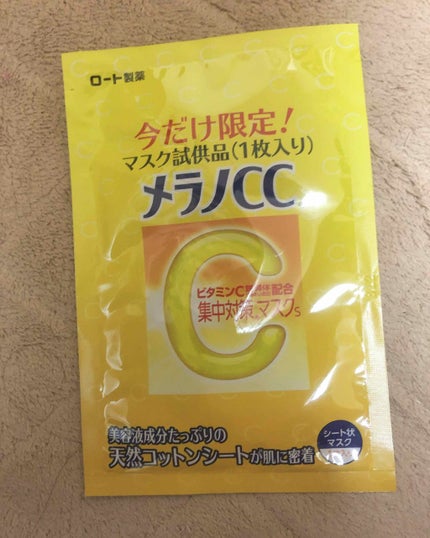 ロート製薬
今だけ限定!
マスク試供品(1枚入り)
メラノCC
ビタミンC誘導体配合
集中対策マスクS
美容液成分たっぷりの
天然コットンシートが肌に密着
シート状
マスク